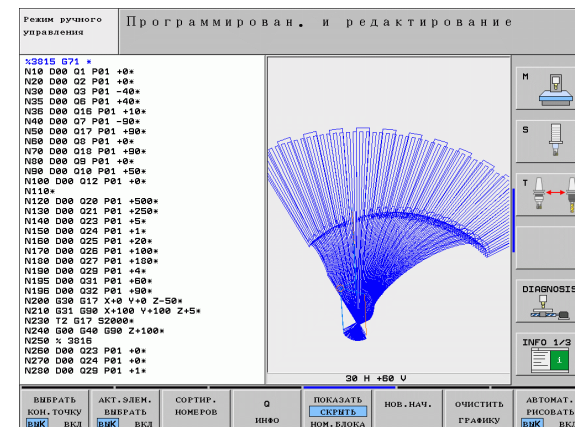 Режим ручного
управления
Программирован. и редактирование
%3815 G71 *
N10 D00 Q1 P01 +0*
N20 D00 Q2 P01 +0*
N30 D00 Q3 P01 -40*
N35 D00 Q6 P01 +40*
N36 D00 Q16 P01 +10*
N40 D00 Q7 P01 -90*
N50 D00 Q17 P01 +90*
N60 D00 Q8 P01 +0*
N70 D00 Q18 P01 +90*
N80 D00 Q9 P01 +0*
N90 D00 Q10 P01 +50*
N100 D00 Q12 P01 +0*
N110*
N120 D00 Q20 P01 +500*
N130 D00 Q21 P01 +250*
N140 D00 Q23 P01 +5*
N150 D00 Q24 P01 +1*
N160 D00 Q25 P01 +20*
N170 D00 Q26 P01 +100*
N180 D00 Q27 P01 +180*
N190 D00 Q29 P01 +4*
N195 D00 Q31 P01 +60*
N196 D00 Q32 P01 +90*
N200 G30 G17 X+0 Y+0 Z-50*
N210 G31 G90 X+100 Y+100 Z+5*
N230 T2 G17 S2000*
N240 G00 G40 G90 Z+100*
N250 % 3816
N260 D00 Q23 P01 +0*
N270 D00 Q24 P01 +0*
N280 D00 Q29 P01 +1*
30 H +60 V
M
S
T
DIAGNOSIS
INFO 1/3
i
ВЫБРАТЬ
КОН. ТОЧКУ
ВЫК ВКЛ
АКТ. ЭЛЕМ.
ВЫБРАТЬ
ВЫК ВКЛ
СОРТИР.
НОМЕРОВ
Q
ИНФО
ПОКАЗАТЬ
СКРЫТЬ
НОМ. БЛОКА
НОВ. НАЧ.
ОЧИСТИТЬ
ГРАФИКУ
АВТОМАТ.
РИСОВАТЬ
ВЫК ВКЛ